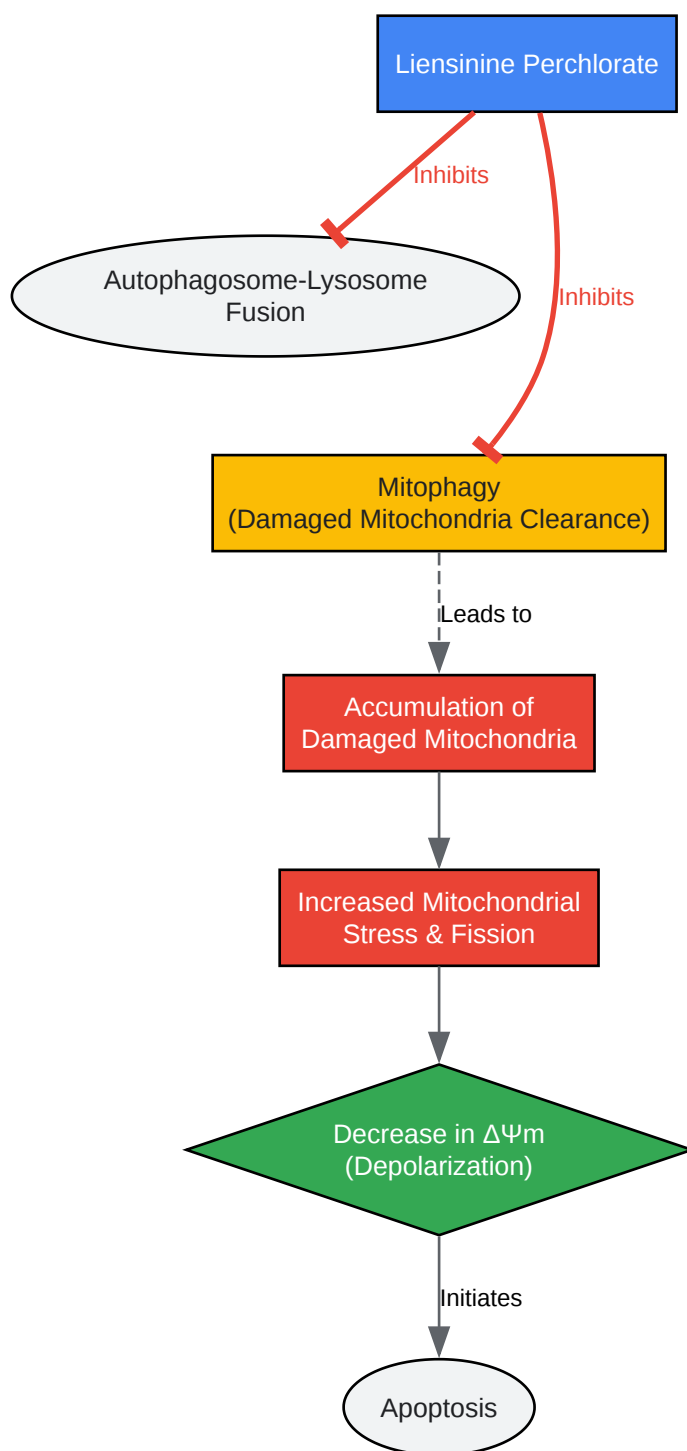 Liensinine Perchlorate
Inhibits
Autophagosome-Lysosome
Fusion
Inhibits
Mitophagy
(Damaged Mitochondria Clearance)
Leads to
Accumulation of
Damaged Mitochondria
Increased Mitochondrial
Stress & Fission
Decrease in ΔΨm
(Depolarization)
Initiates
Apoptosis